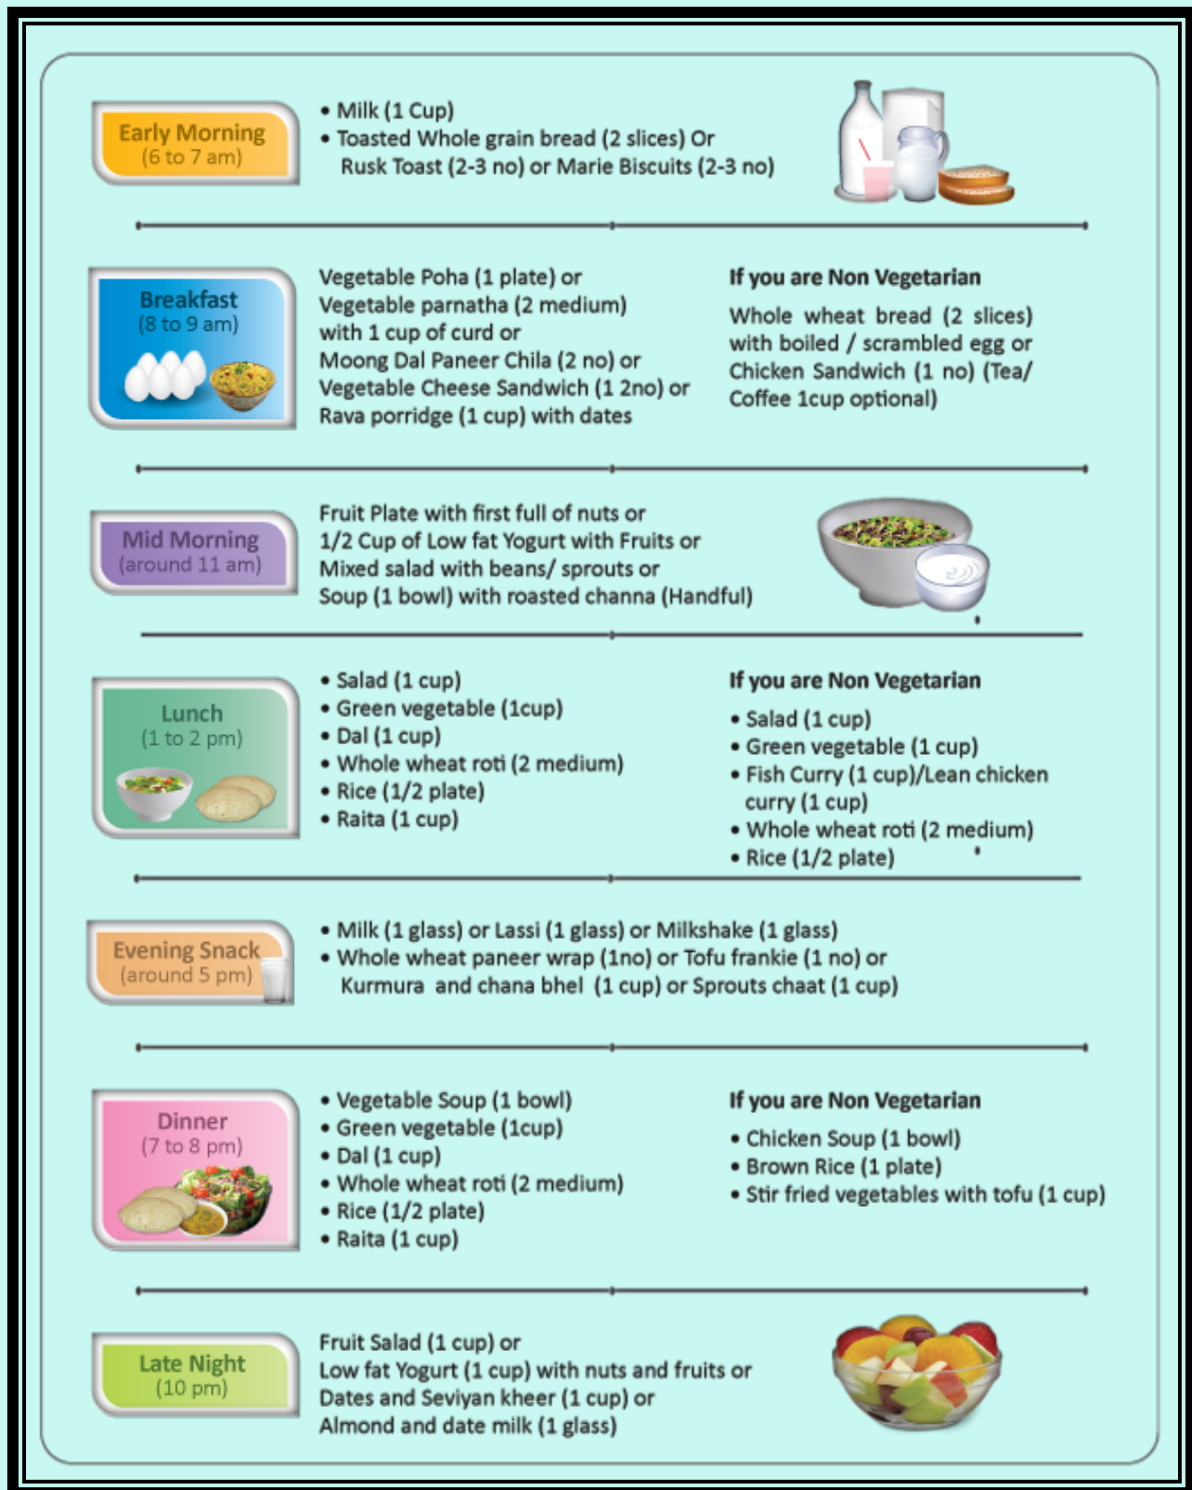 Early Morning
(6 to 7 am)
• Milk (1 Cup)
• Toasted Whole grain bread (2 slices) Or
Rusk Toast (2-3 no) or Marie Biscuits (2-3 no)
Breakfast
(8 to 9 am)
Vegetable Poha (1 plate) or
Vegetable parnatha (2 medium)
with 1 cup of curd or
Moong Dal Paneer Chila (2 no) or
Vegetable Cheese Sandwich (1 2no) or
Rava porridge (1 cup) with dates
If you are Non Vegetarian
Whole wheat bread (2 slices)
with boiled / scrambled egg or
Chicken Sandwich (1 no) (Tea/
Coffee 1cup optional)
Mid Morning
(around 11 am)
Fruit Plate with first full of nuts or
1/2 Cup of Low fat Yogurt with Fruits or
Mixed salad with beans/ sprouts or
Soup (1 bowl) with roasted channa (Handful)
Lunch
(1 to 2 pm)
• Salad (1 cup)
• Green vegetable (1cup)
• Dal (1 cup)
• Whole wheat roti (2 medium)
• Rice (1/2 plate)
• Raita (1 cup)
If you are Non Vegetarian
• Salad (1 cup)
• Green vegetable (1 cup)
• Fish Curry (1 cup)/Lean chicken
curry (1 cup)
• Whole wheat roti (2 medium)
• Rice (1/2 plate)
Evening Snack
(around 5 pm)
• Milk (1 glass) or Lassi (1 glass) or Milkshake (1 glass)
• Whole wheat paneer wrap (1no) or Tofu frankie (1 no) or
Kurmura and chana bhel (1 cup) or Sprouts chaat (1 cup)
Dinner
(7 to 8 pm)
• Vegetable Soup (1 bowl)
• Green vegetable (1cup)
• Dal (1 cup)
• Whole wheat roti (2 medium)
• Rice (1/2 plate)
• Raita (1 cup)
If you are Non Vegetarian
• Chicken Soup (1 bowl)
• Brown Rice (1 plate)
• Stir fried vegetables with tofu (1 cup)
Late Night
(10 pm)
Fruit Salad (1 cup) or
Low fat Yogurt (1 cup) with nuts and fruits or
Dates and Seviyan kheer (1 cup) or
Almond and date milk (1 glass)